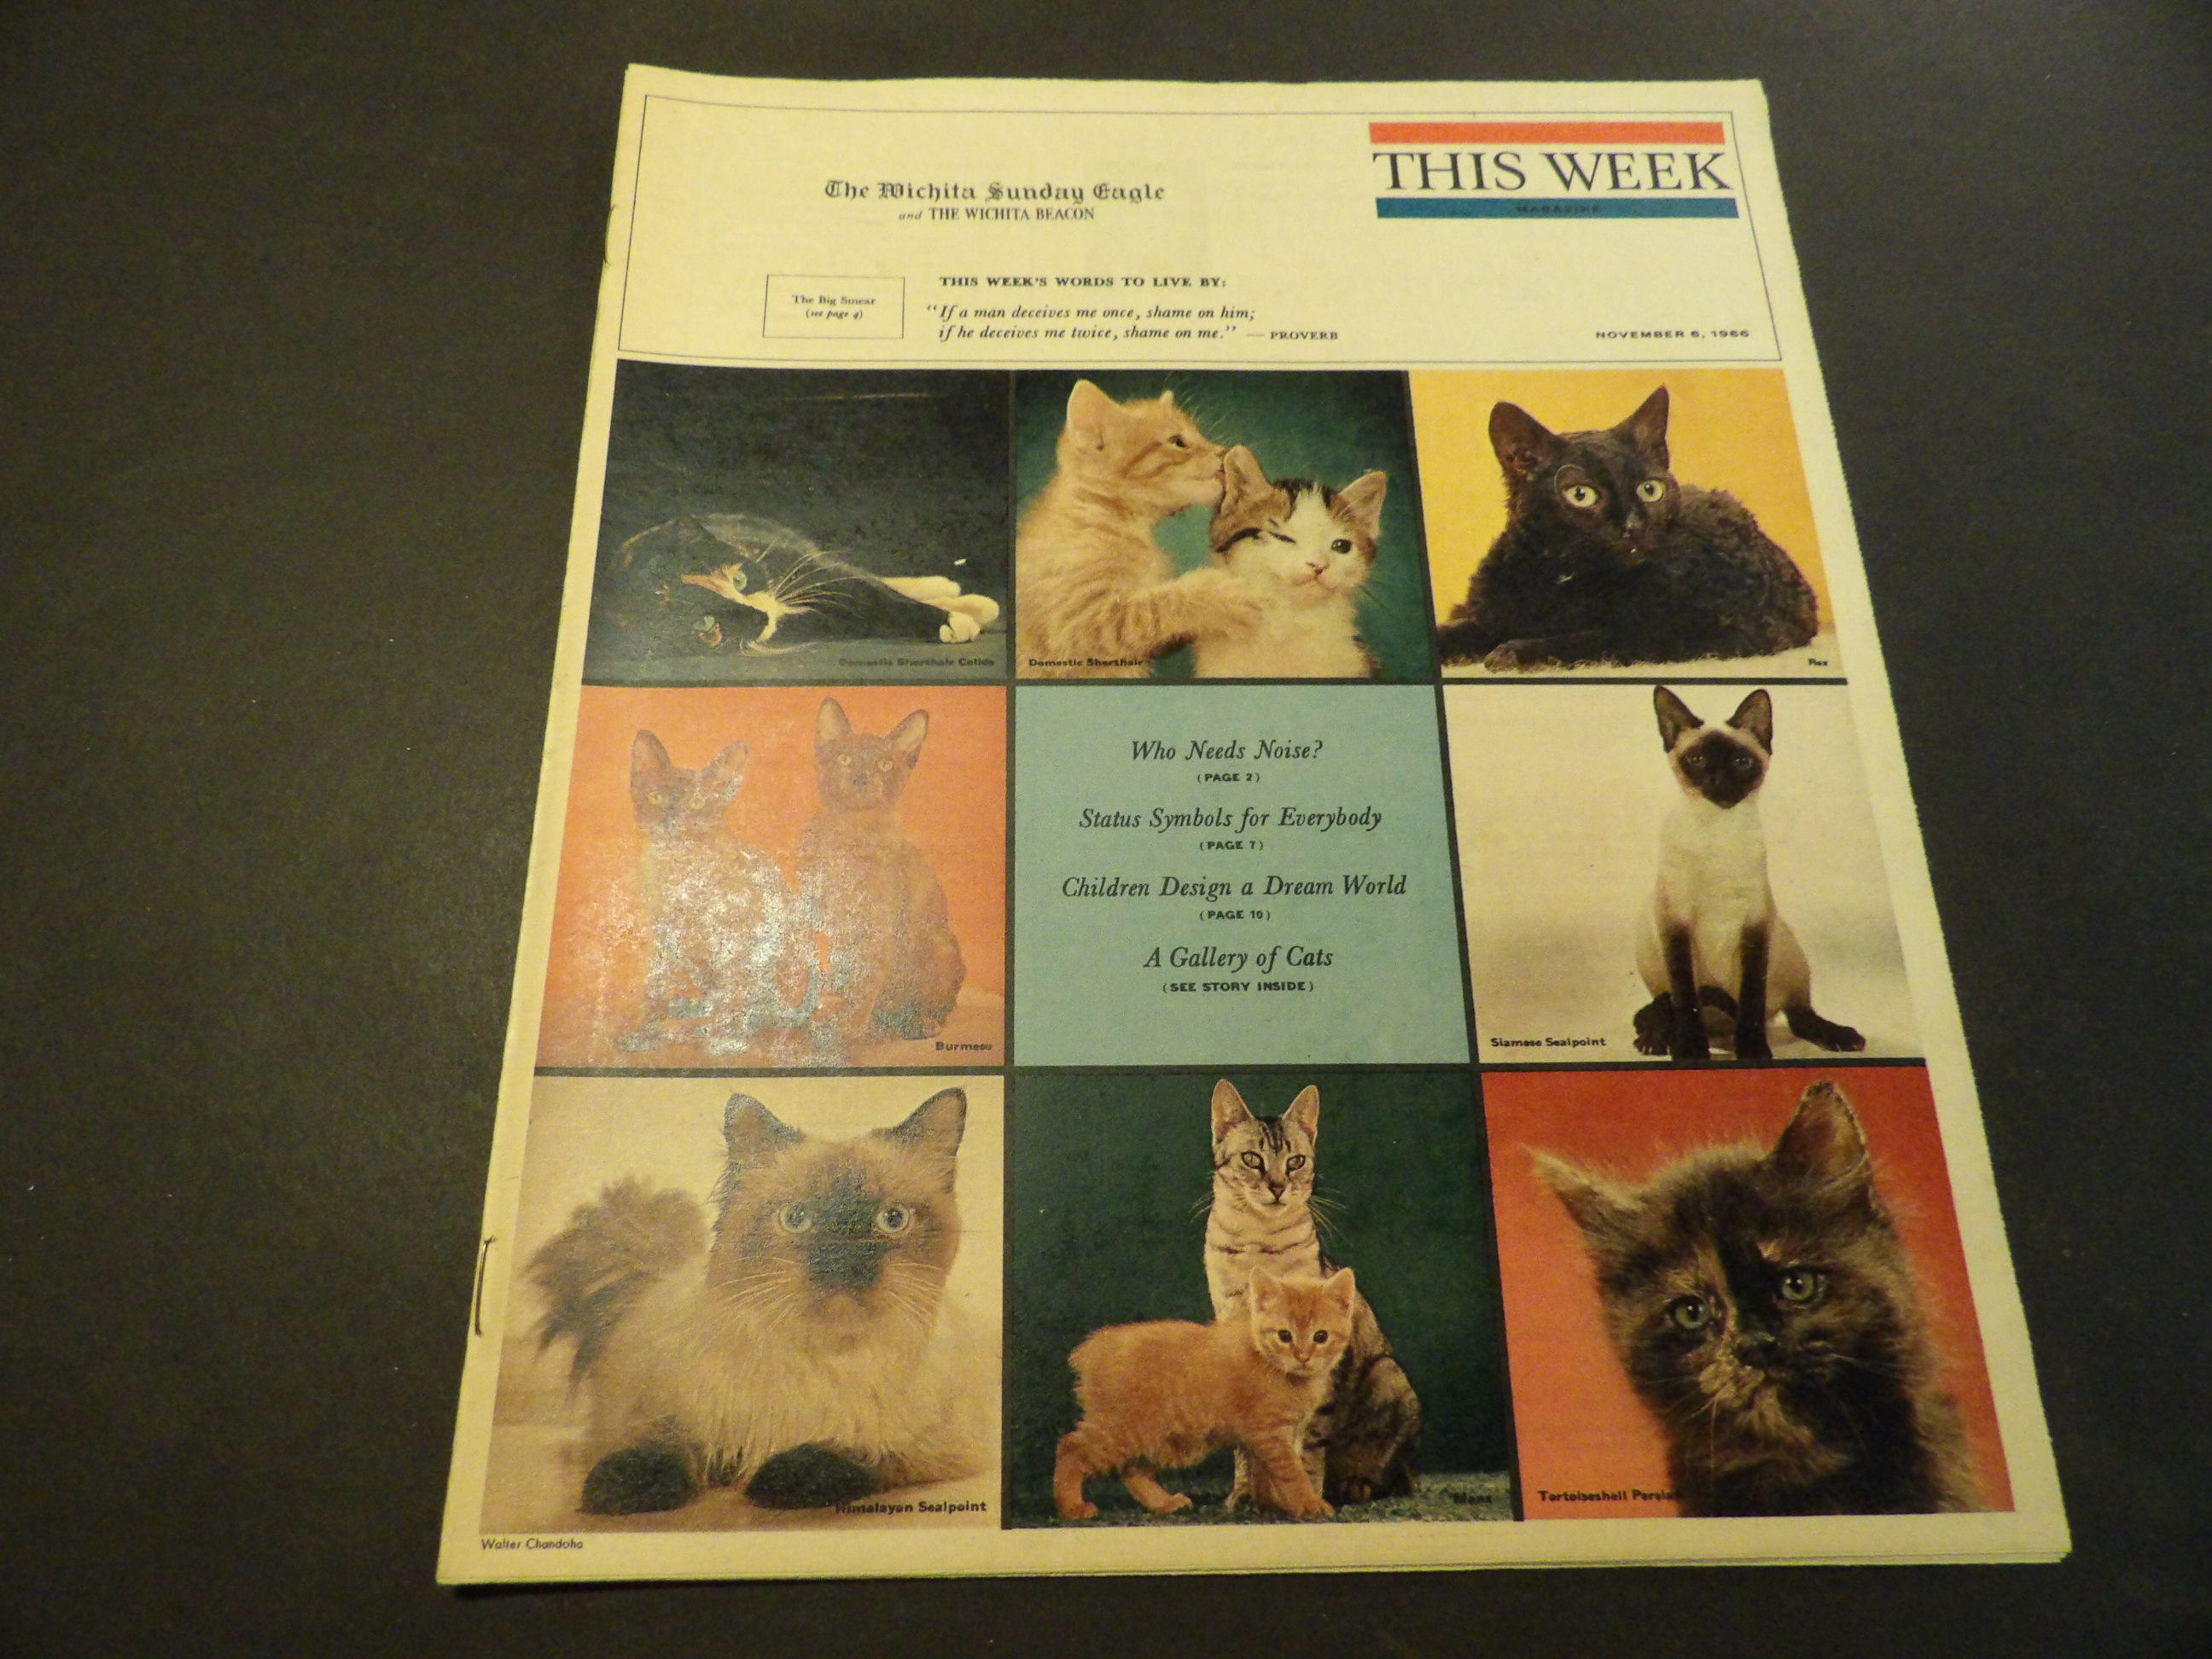 The Wichita Sunday Eagle
and THE WICHITA BEACON
THIS WEEK
MAGAZINE
The Big Smear
(see page 4)
THIS WEEK'S WORDS TO LIVE BY:
“If a man deceives me once, shame on him;
if he deceives me twice, shame on me.” — PROVERB
NOVEMBER 6, 1966
Domestic Shorthair Calico
Domestic Shorthair
Rex
Burmese
Who Needs Noise?
(PAGE 2)
Status Symbols for Everybody
(PAGE 7)
Children Design a Dream World
(PAGE 10)
A Gallery of Cats
(SEE STORY INSIDE)
Siamese Sealpoint
Himalayan Sealpoint
Manx
Tortoiseshell Persian
Walter Chandoha